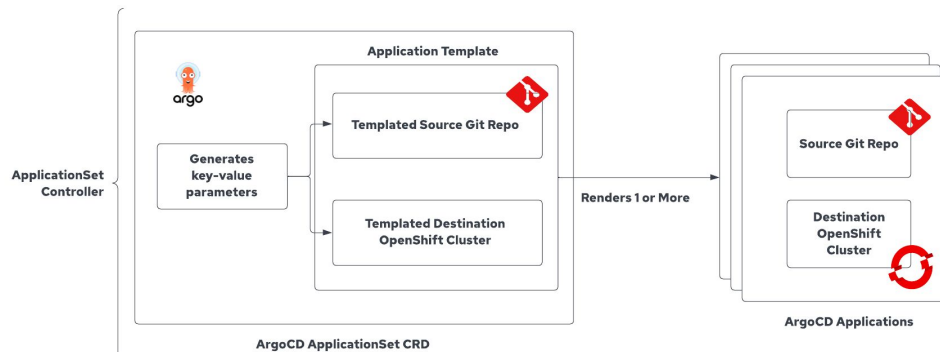 ApplicationSet
Controller
argo
Generates
key-value
parameters
Application Template
Templated Source Git Repo
Templated Destination
OpenShift Cluster
ArgoCD ApplicationSet CRD
Renders 1 or More
Source Git Repo
Destination
OpenShift
Cluster
ArgoCD Applications